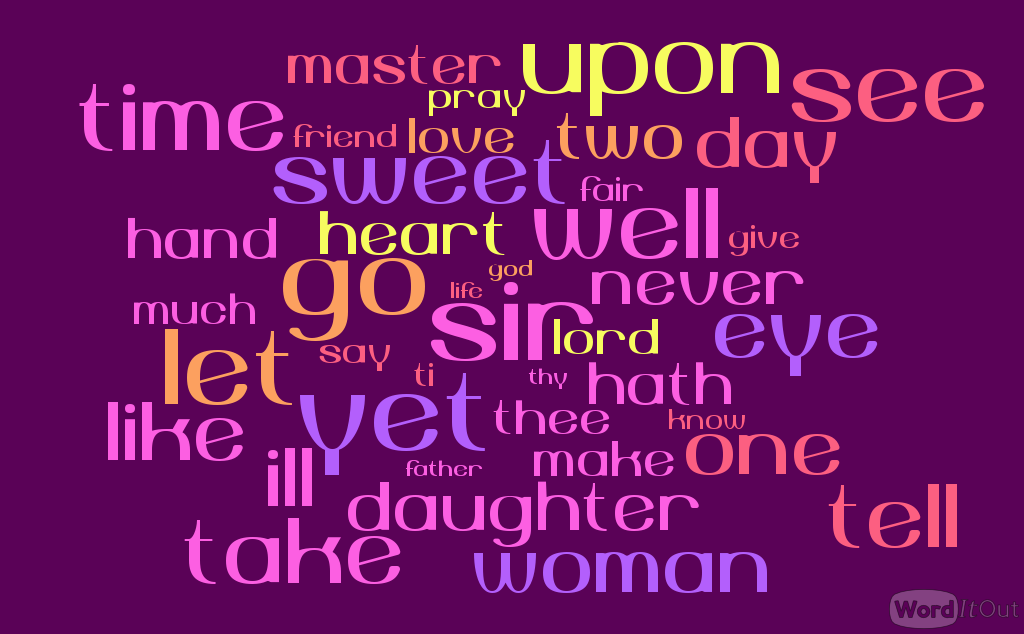 master
upon
see
time
pray
friend
love
two
day
sweet
fair
hand
heart
well
give
go
god
life
never
much
sir
lord
eye
let
say
ti
thy
hath
yet
like
thee
know
one
ill
father
make
daughter
tell
take
woman
WordItOut